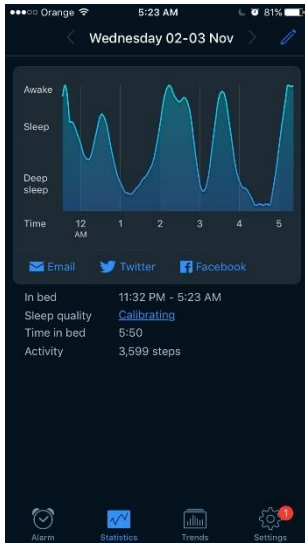 Orange 5:23 AM 81%
Wednesday 02-03 Nov
Awake
Sleep
Deep
sleep
Time 12 1 2 3 4 5
AM
Email Twitter Facebook
In bed 11:32 PM - 5:23 AM
Sleep quality Calibrating
Time in bed 5:50
Activity 3,599 steps
1
Alarm Statistics Trends Settings